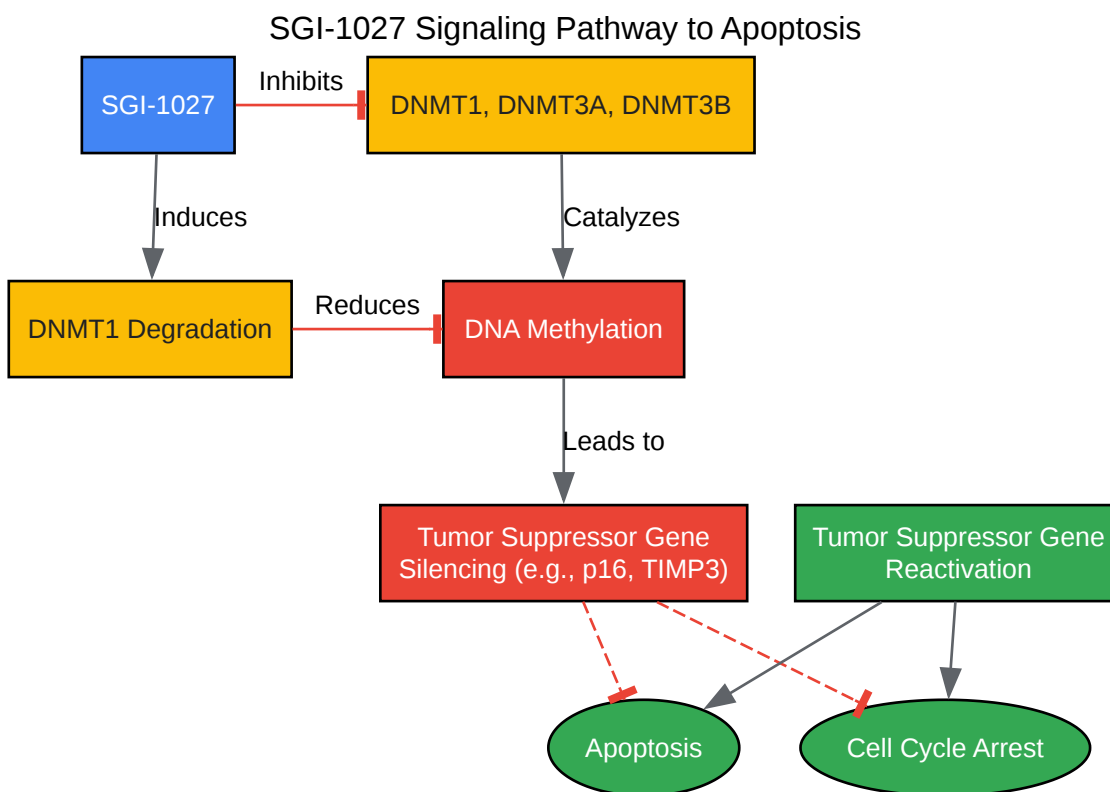 SGI-1027 Signaling Pathway to Apoptosis
SGI-1027
Inhibits
DNMT1, DNMT3A, DNMT3B
Induces
Catalyzes
DNMT1 Degradation
Reduces
DNA Methylation
Leads to
Tumor Suppressor Gene
Silencing (e.g., p16, TIMP3)
Tumor Suppressor Gene
Reactivation
Apoptosis
Cell Cycle Arrest